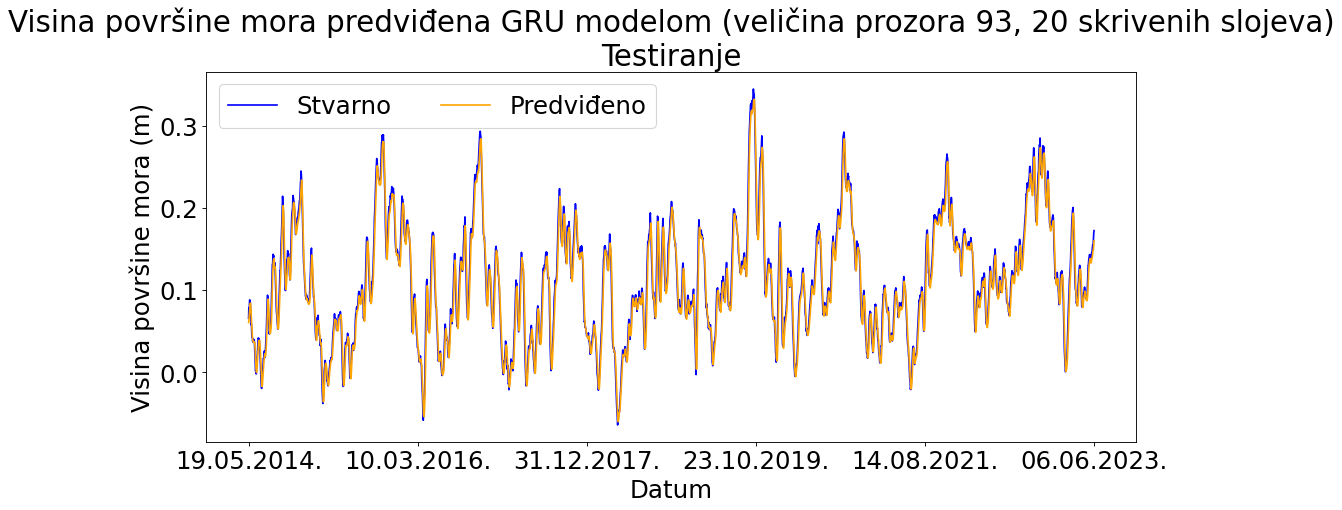 Visina površine mora predviđena GRU modelom (veličina prozora 93, 20 skrivenih slojeva)
Testiranje
Stvarno
Predviđeno
Visina površine mora (m)
0.3
0.2
0.1
0.0
19.05.2014.
10.03.2016.
31.12.2017.
23.10.2019.
14.08.2021.
06.06.2023.
Datum